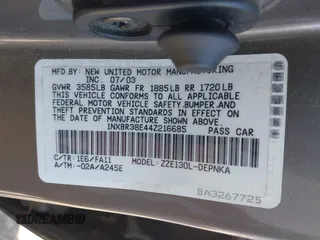 MFD. BY NEW UNITED MOTOR MANUFACTURING
INC. 07/03
GVWR 3585LB GAWR FR 1885LB RR 1720LB
THIS VEHICLE CONFORMS TO ALL APPLICABLE
FEDERAL MOTOR VEHICLE SAFETY, BUMPER, AND
THEFT PREVENTION STANDARDS IN EFFECT ON
THE DATE OF MANUFACTURE SHOWN ABOVE.
1NXBR38E44Z216685
PASS. CAR
C/TR: 1E6/FA11
MODEL: ZZE130L-DEPNKA
A/TM: -02A/A245E
BA3267725
DREAMBID